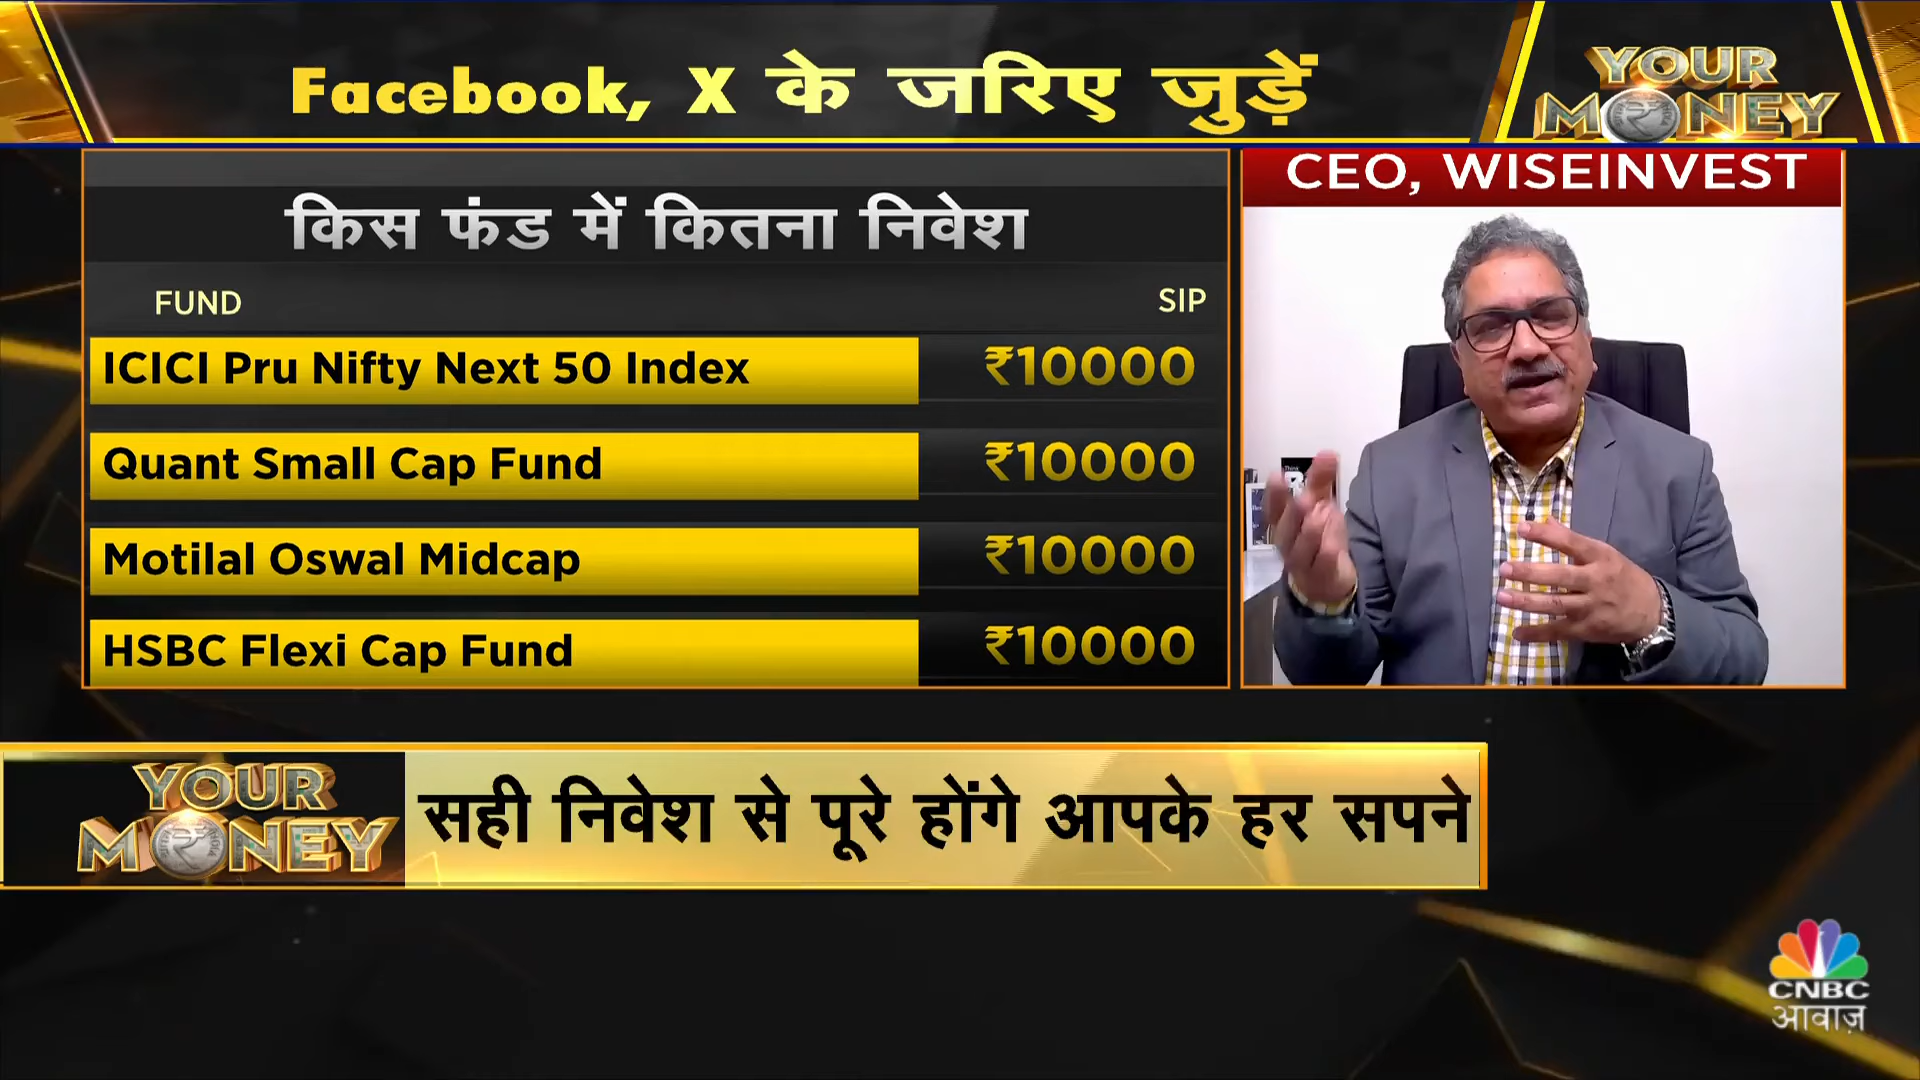 Facebook, X के जरिए जुड़ें
YOUR
MONEY
किस फंड में कितना निवेश
FUND
SIP
ICICI Pru Nifty Next 50 Index
₹10000
Quant Small Cap Fund
₹10000
Motilal Oswal Midcap
₹10000
HSBC Flexi Cap Fund
₹10000
CEO, WISEINVEST
YOUR
MONEY
सही निवेश से पूरे होंगे आपके हर सपने
CNBC
आवाज़